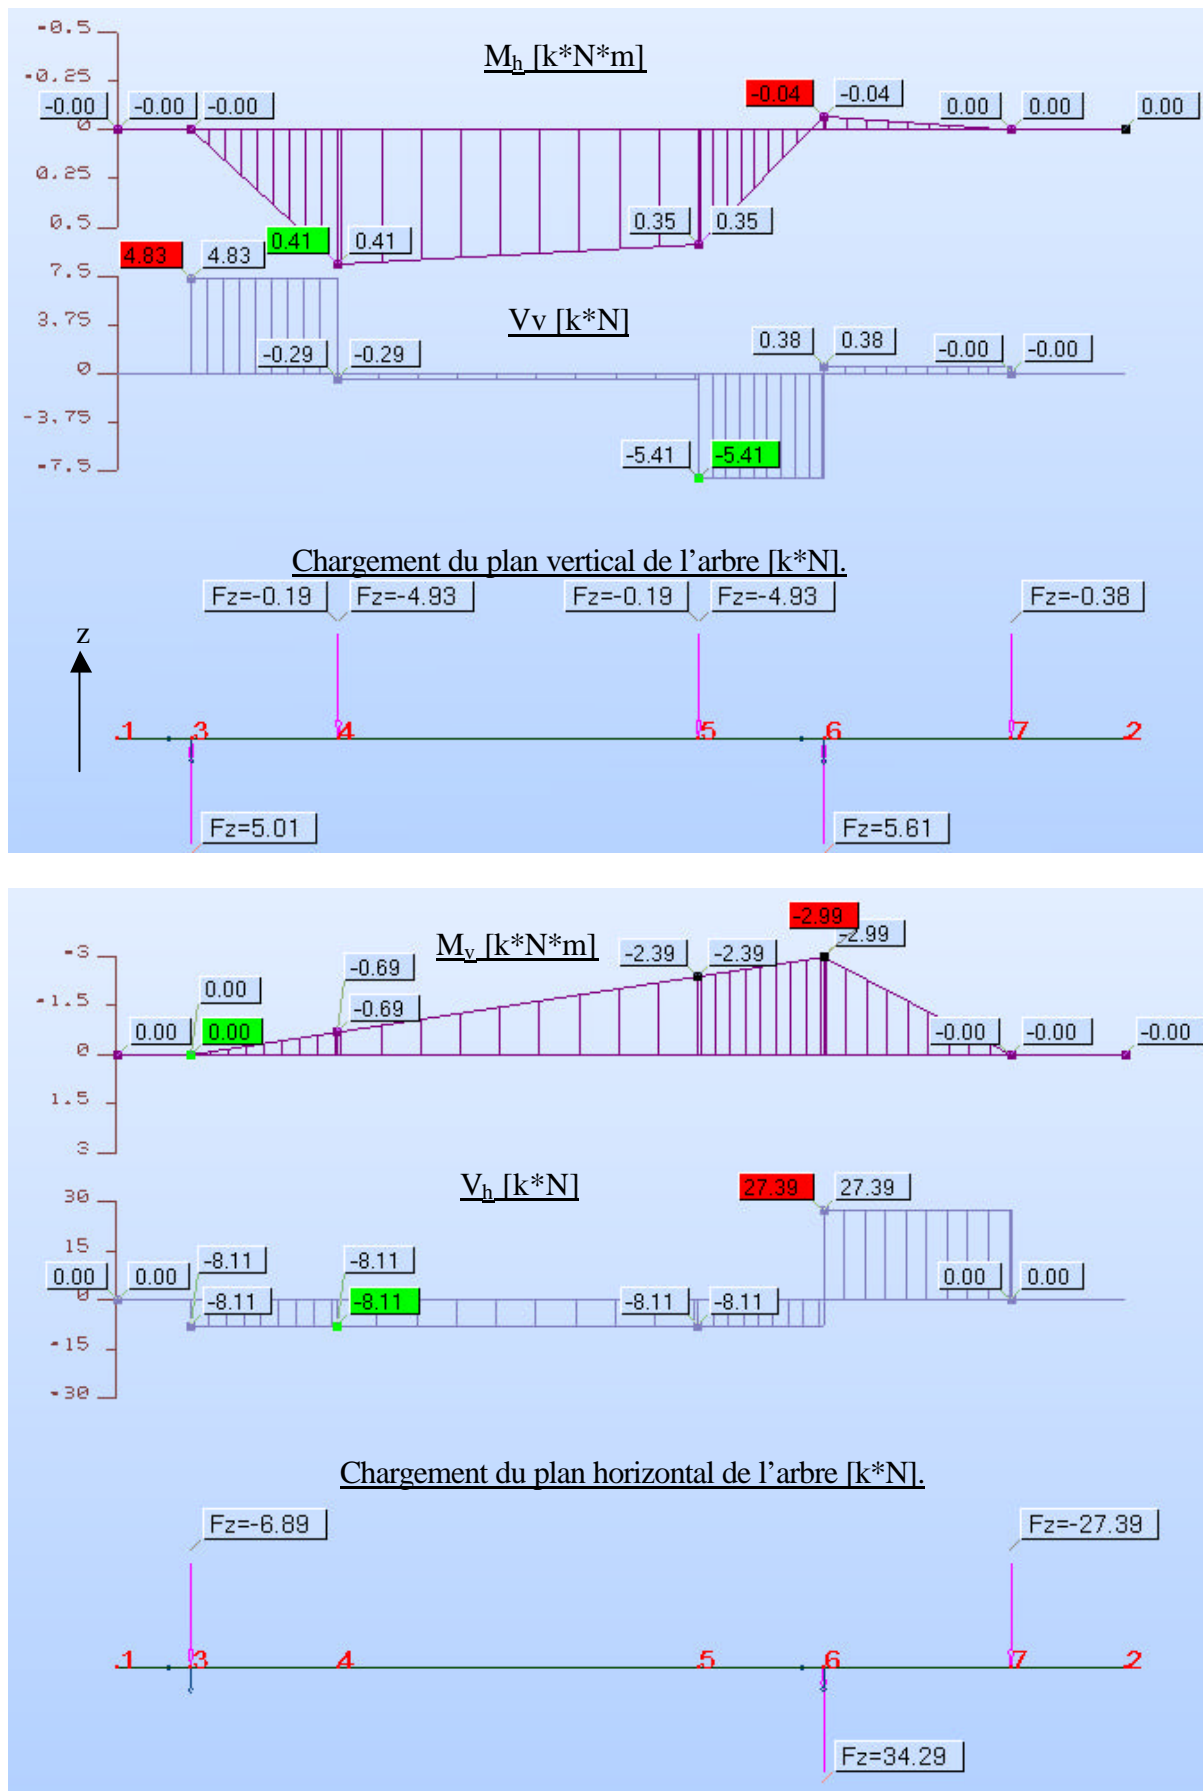 -0.5
M_h [k*N*m]
-0.25
-0.04 -0.04
-0.00 -0.00 -0.00 0.00 0.00 0.00
0
0.25
0.35 0.35
0.5
0.41 0.41
4.83 4.83
7.5
Vv [k*N]
3.75
0.38 0.38
-0.29 -0.29 -0.00 -0.00
0
-3.75
-5.41 -5.41
-7.5
Chargement du plan vertical de l’arbre [k*N].
Fz=-0.19 Fz=-4.93 Fz=-0.19 Fz=-4.93 Fz=-0.38
z
1 3 4 5 6 7 2
Fz=5.01 Fz=5.61
-2.99
-2.99
M_v [k*N*m]
-2.39 -2.39
-3
-0.69
0.00
-1.5
-0.69
0.00 0.00 -0.00 -0.00 -0.00
0
1.5
3
V_h [k*N]
27.39 27.39
30
15
-8.11 -8.11
0.00 0.00 0.00 0.00
0
-8.11 -8.11 -8.11 -8.11
-15
-30
Chargement du plan horizontal de l’arbre [k*N].
Fz=-6.89 Fz=-27.39
1 3 4 5 6 7 2
Fz=34.29